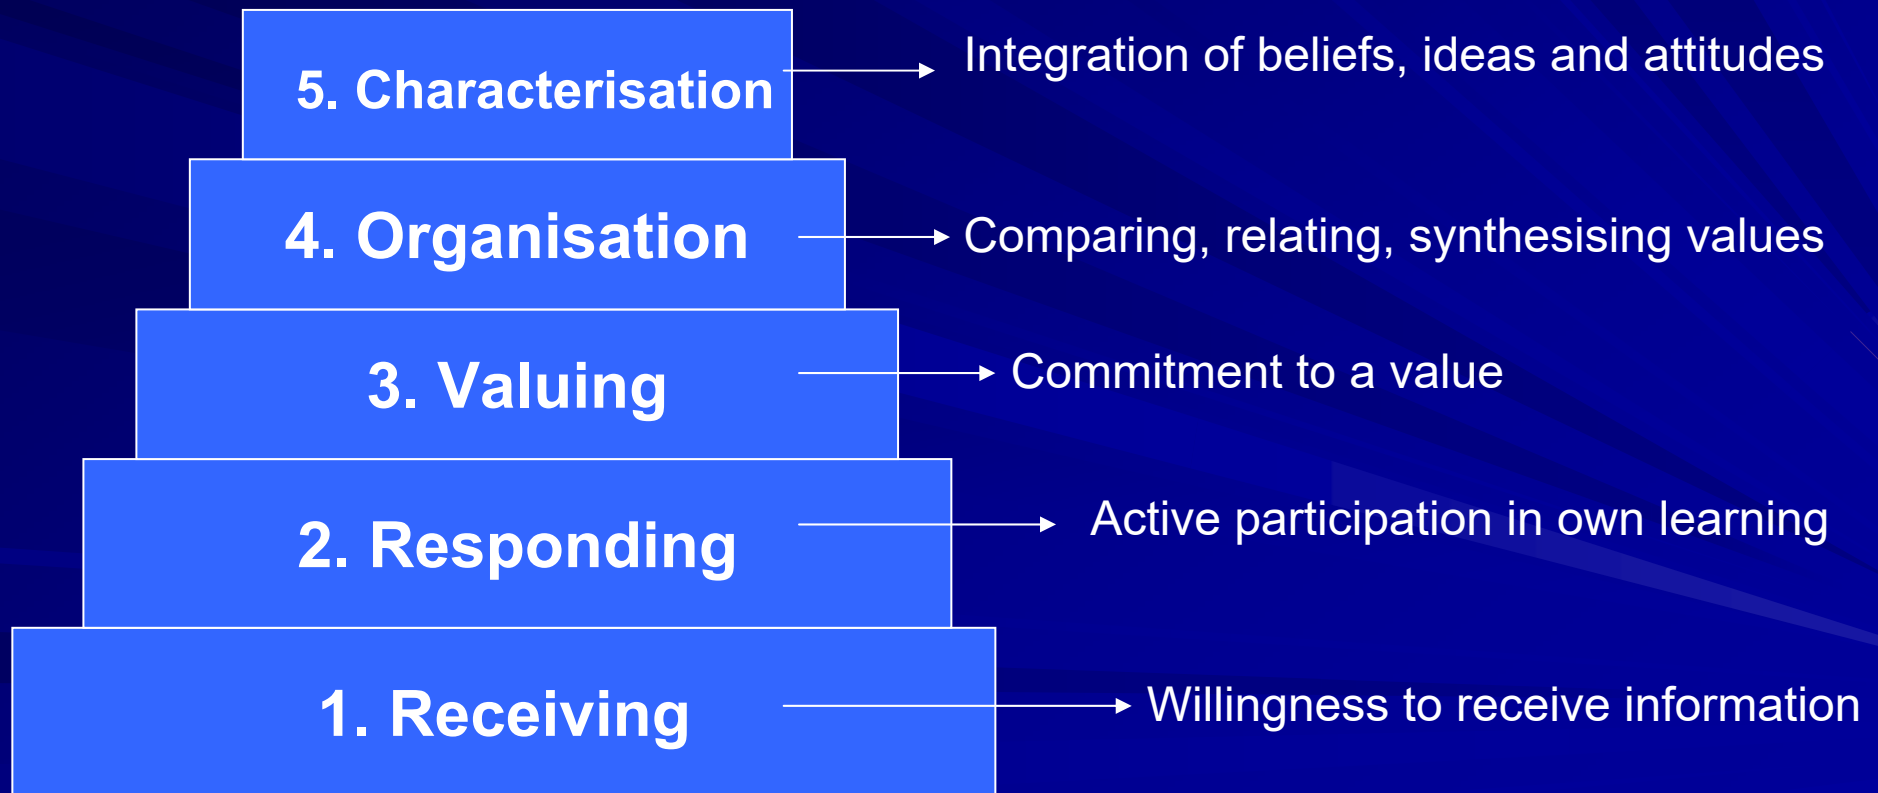 5. Characterisation
Integration of beliefs, ideas and attitudes
4. Organisation
Comparing, relating, synthesising values
3. Valuing
Commitment to a value
2. Responding
Active participation in own learning
1. Receiving
Willingness to receive information